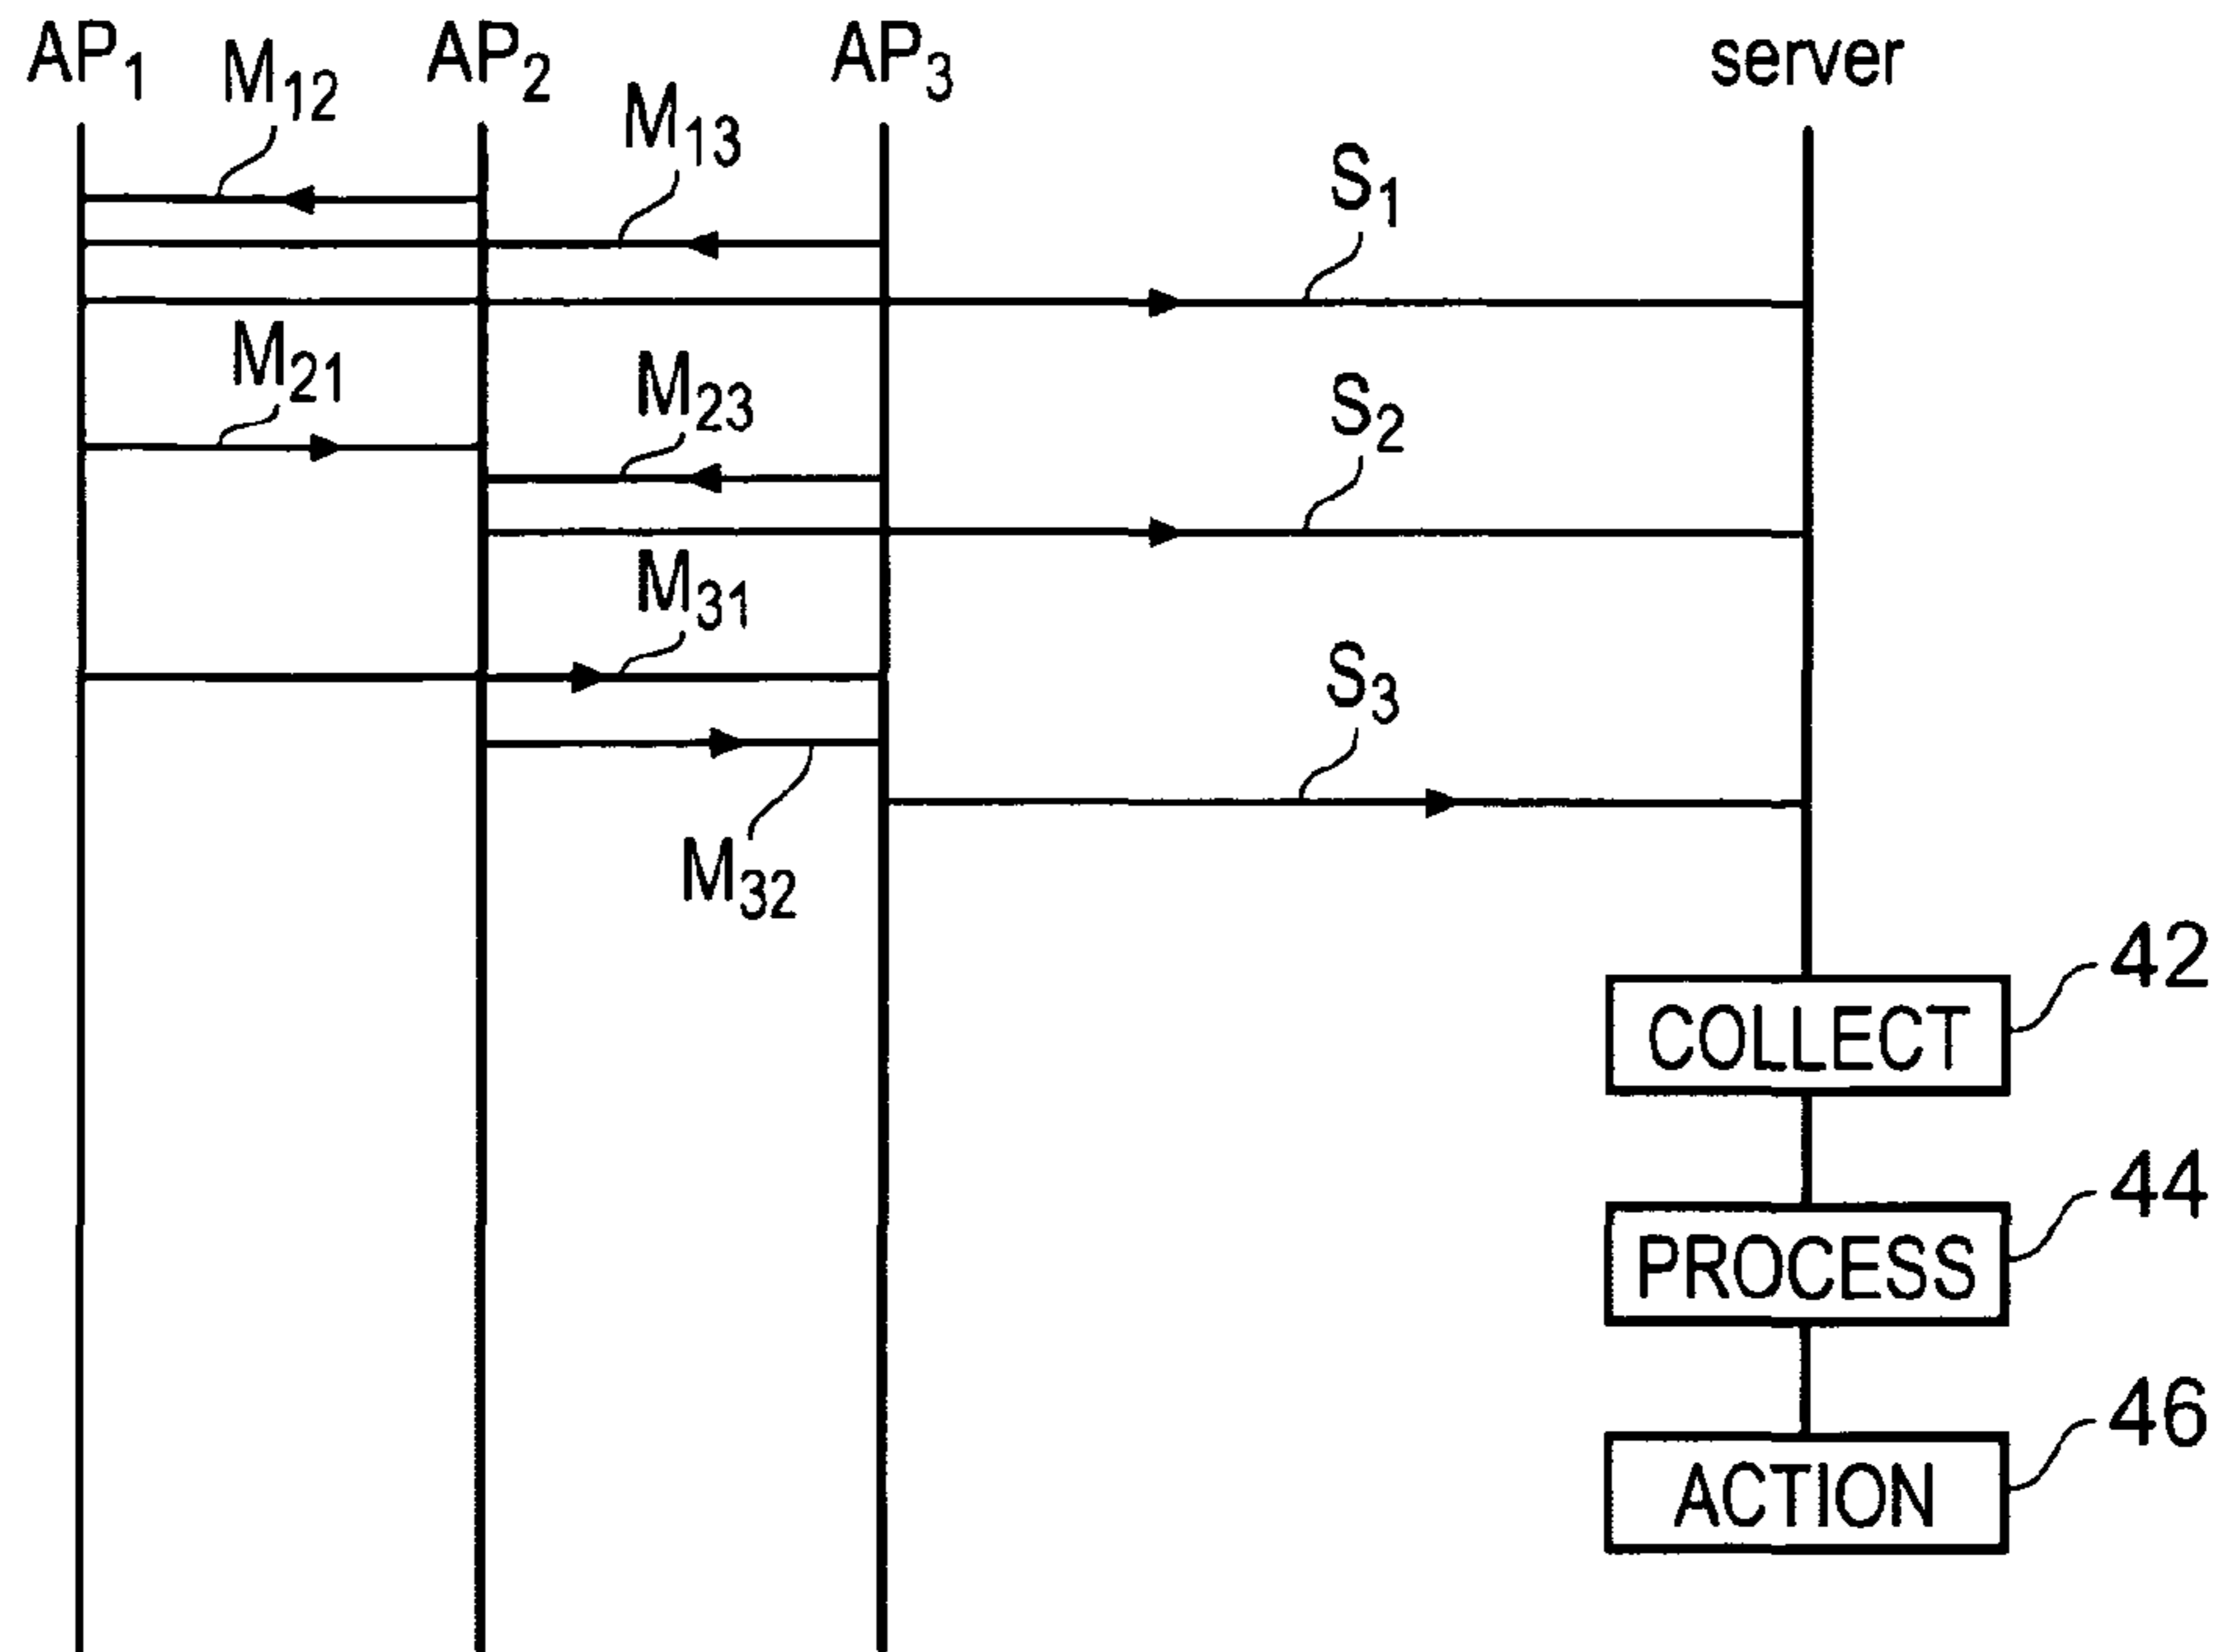 AP₁
AP₂
AP₃
server
M₁₂
M₁₃
S₁
M₂₁
M₂₃
S₂
M₃₁
S₃
M₃₂
COLLECT
42
PROCESS
44
ACTION
46